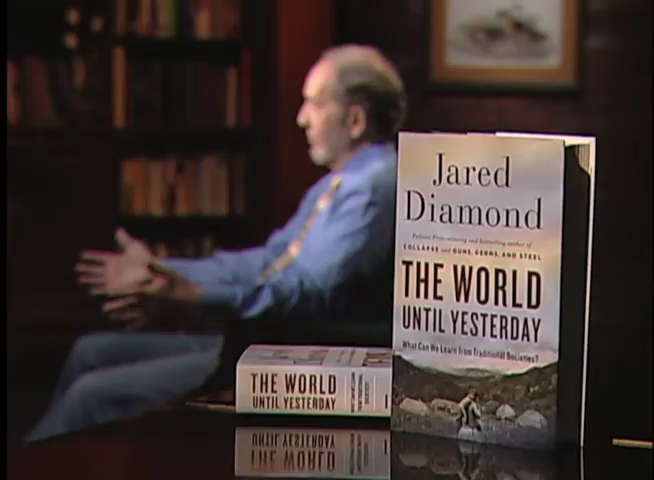 Jared
Diamond
Pulitzer Prize-winning and bestselling author of
COLLAPSE and GUNS, GERMS, AND STEEL
THE WORLD
UNTIL YESTERDAY
What Can We Learn from Traditional Societies?
THE WORLD
UNTIL YESTERDAY